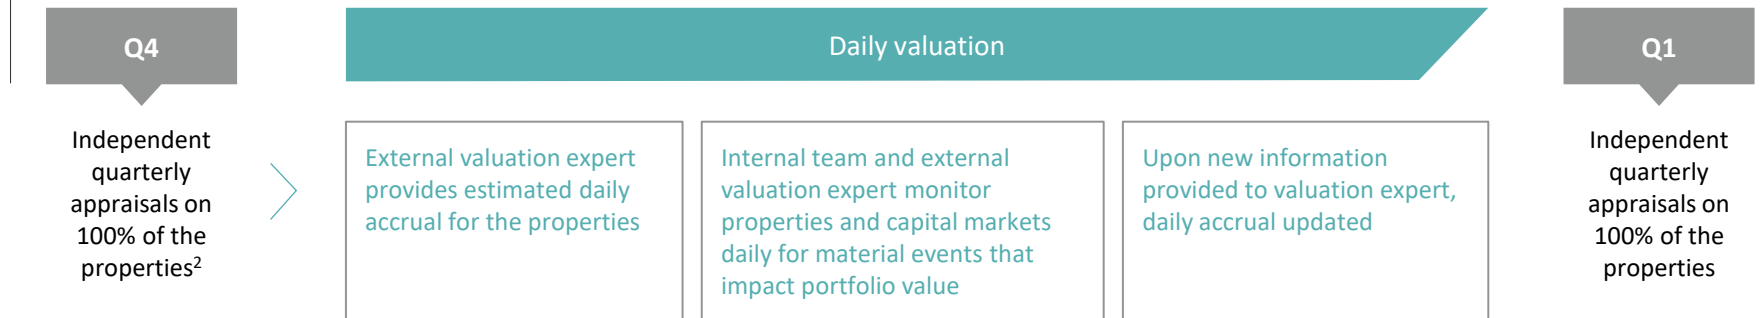 Q4
Independent
quarterly
appraisals on
100% of the
properties2
Daily valuation
External valuation expert
provides estimated daily
accrual for the properties
Internal team and external
valuation expert monitor
properties and capital markets
daily for material events that
impact portfolio value
Upon new information
provided to valuation expert,
daily accrual updated
Q1
Independent
quarterly
appraisals on
100% of the
properties